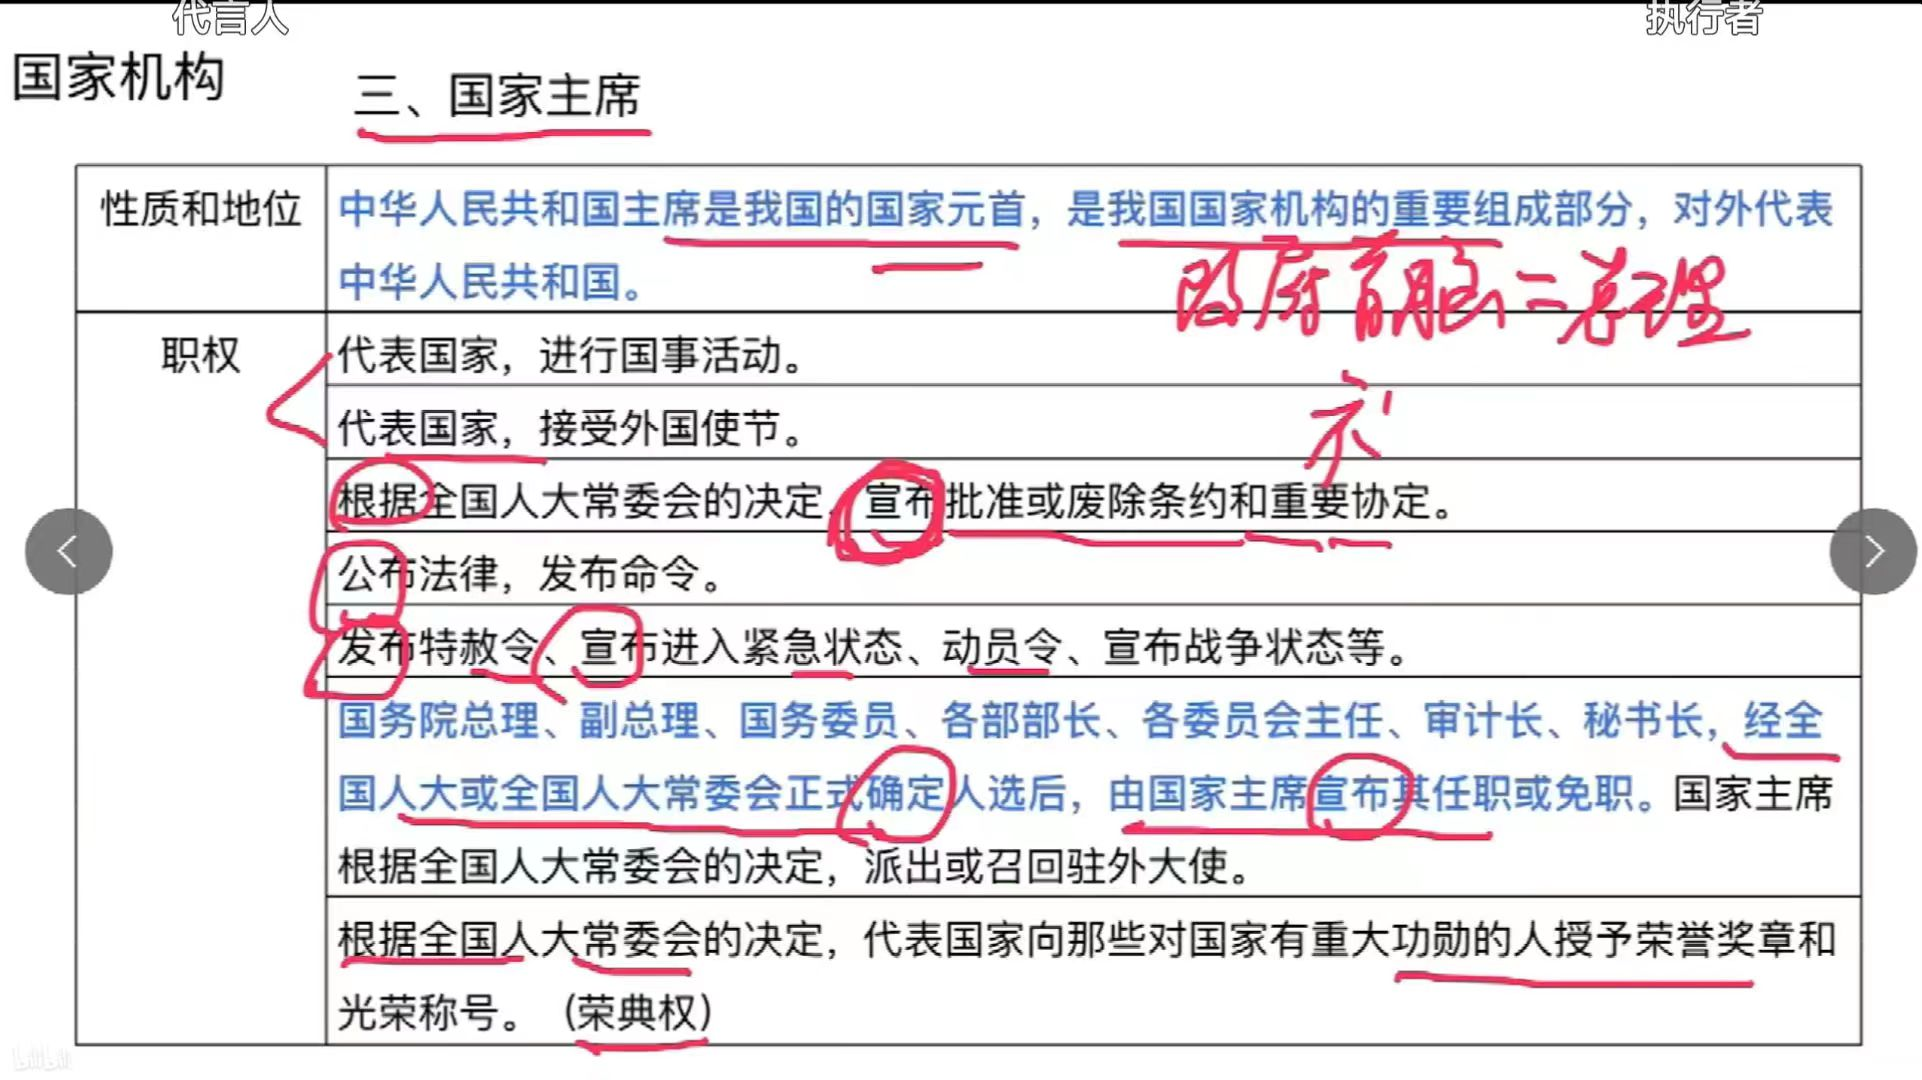 代言人
执行者
国家机构
三、国家主席
性质和地位
中华人民共和国主席是我国的国家元首，是我国国家机构的重要组成部分，对外代表
中华人民共和国。
政府首脑=总理
职权
代表国家，进行国事活动。
代表国家，接受外国使节。
根据全国人大常委会的决定，宣布批准或废除条约和重要协定。
公布法律，发布命令。
发布特赦令、宣布进入紧急状态、动员令、宣布战争状态等。
国务院总理、副总理、国务委员、各部部长、各委员会主任、审计长、秘书长，经全
国人大或全国人大常委会正式确定人选后，由国家主席宣布其任职或免职。国家主席
根据全国人大常委会的决定，派出或召回驻外大使。
根据全国人大常委会的决定，代表国家向那些对国家有重大功勋的人授予荣誉奖章和
光荣称号。（荣典权）